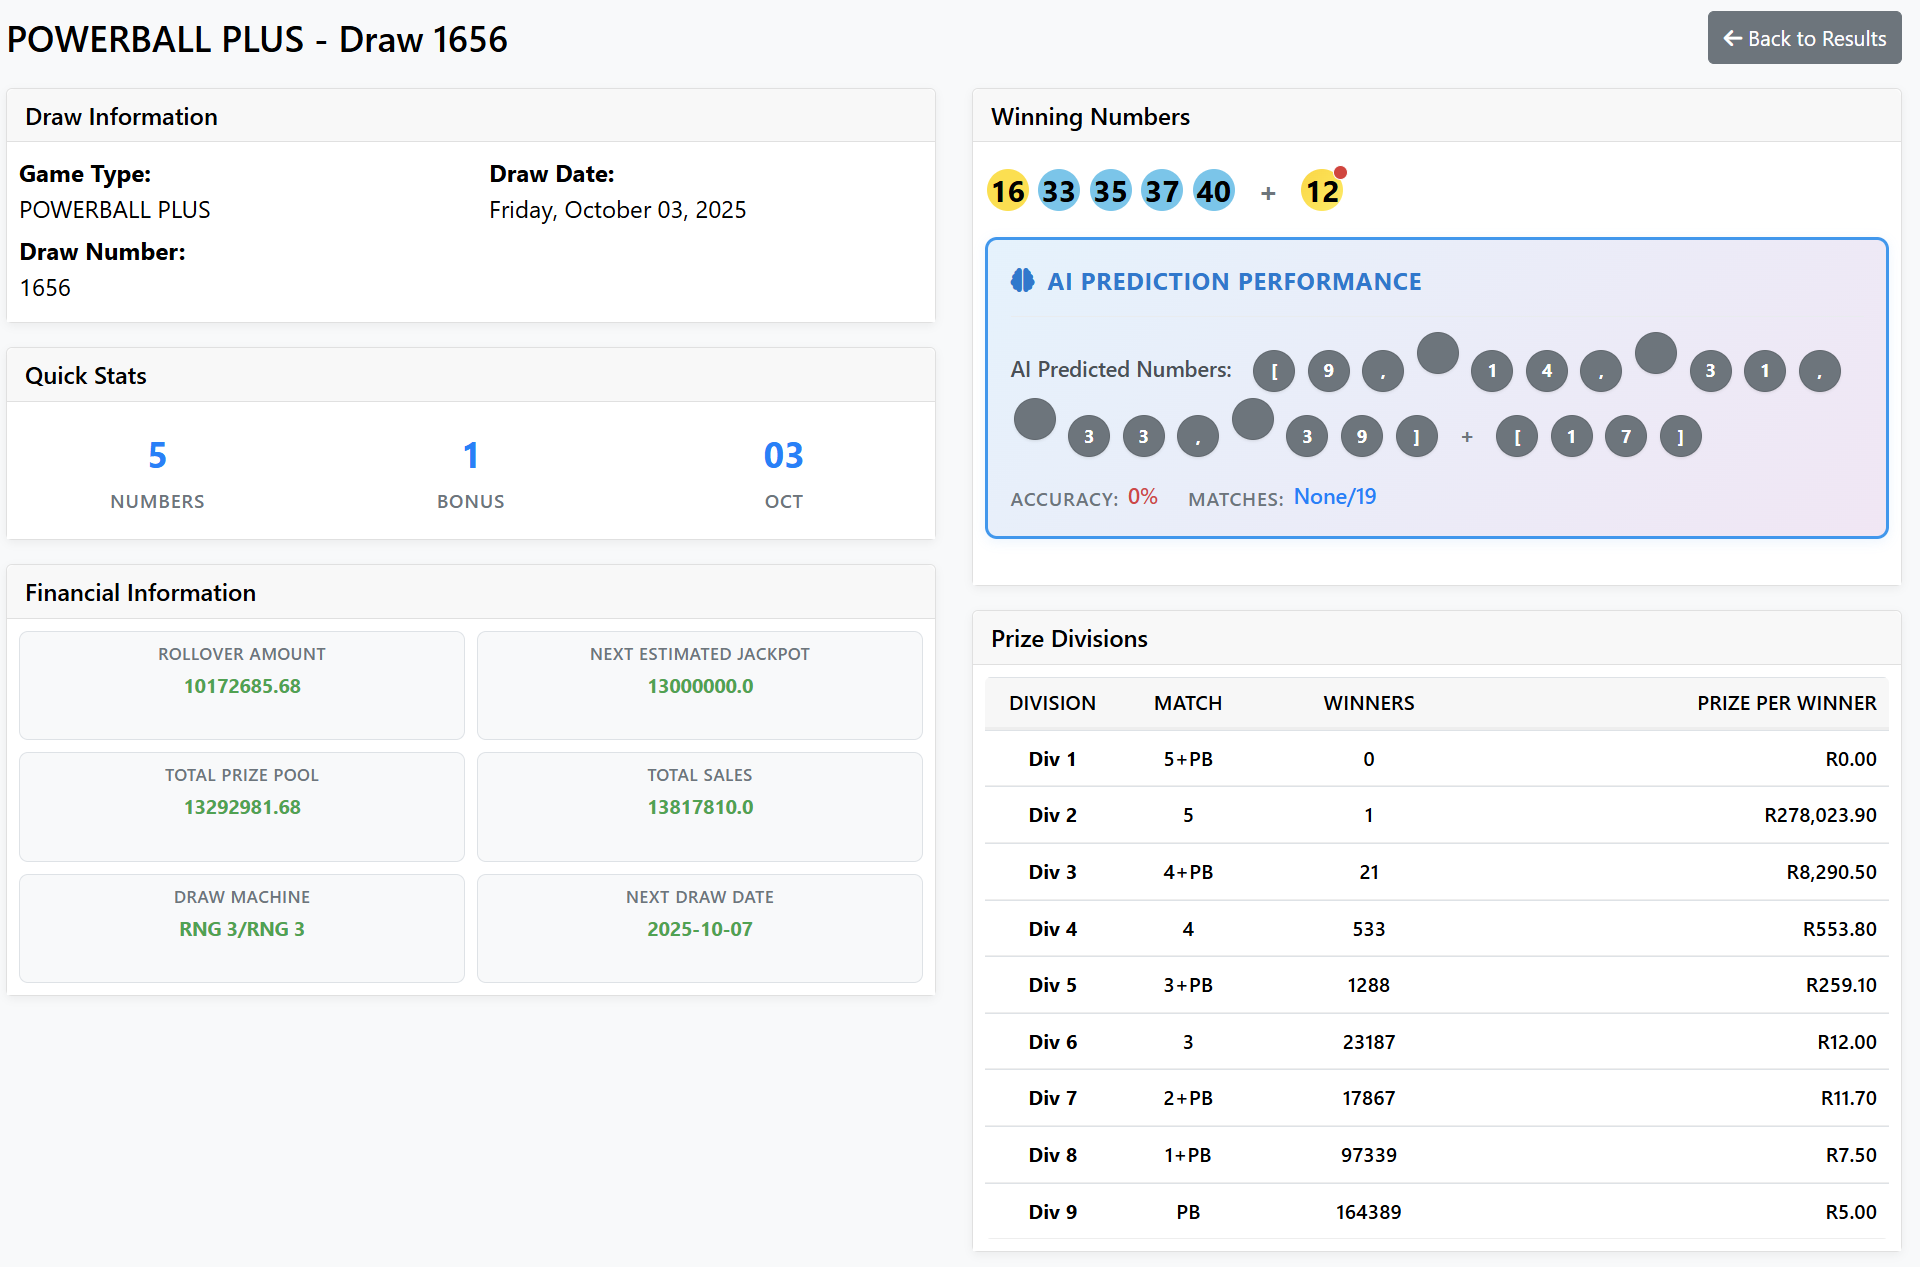 POWERBALL PLUS - Draw 1656
Back to Results
Draw Information
Game Type:
POWERBALL PLUS
Draw Date:
Friday, October 03, 2025
Draw Number:
1656
Quick Stats
5
NUMBERS
1
BONUS
03
OCT
Financial Information
ROLLOVER AMOUNT
10172685.68
NEXT ESTIMATED JACKPOT
13000000.0
TOTAL PRIZE POOL
13292981.68
TOTAL SALES
13817810.0
DRAW MACHINE
RNG 3/RNG 3
NEXT DRAW DATE
2025-10-07
Winning Numbers
16 33 35 37 40 + 12
AI PREDICTION PERFORMANCE
AI Predicted Numbers: [ 9 , 1 4 , 3 1 ,
3 3 , 3 9 ] + [ 1 7 ]
ACCURACY: 0% MATCHES: None/19
Prize Divisions
DIVISION MATCH WINNERS PRIZE PER WINNER
Div 1 5+PB 0 R0.00
Div 2 5 1 R278,023.90
Div 3 4+PB 21 R8,290.50
Div 4 4 533 R553.80
Div 5 3+PB 1288 R259.10
Div 6 3 23187 R12.00
Div 7 2+PB 17867 R11.70
Div 8 1+PB 97339 R7.50
Div 9 PB 164389 R5.00